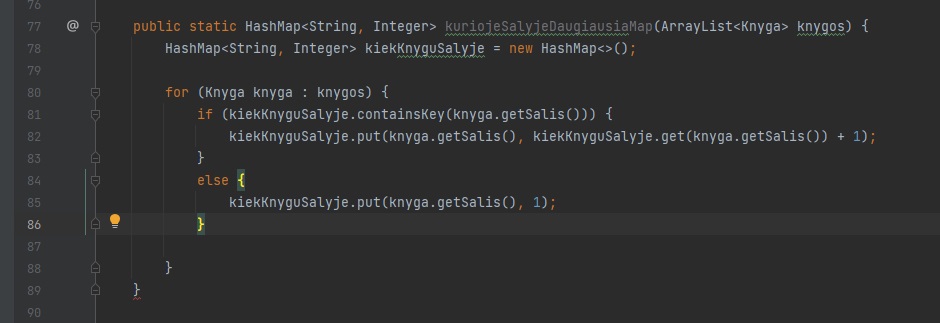 76
77 @ public static HashMap<String, Integer> kuriojeSalyjeDaugiausiaMap(ArrayList<Knyga> knygos) {
78 HashMap<String, Integer> kiekKnyguSalyje = new HashMap<>();
79
80 for (Knyga knyga : knygos) {
81 if (kiekKnyguSalyje.containsKey(knyga.getSalis())) {
82 kiekKnyguSalyje.put(knyga.getSalis(), kiekKnyguSalyje.get(knyga.getSalis()) + 1);
83 }
84 else {
85 kiekKnyguSalyje.put(knyga.getSalis(), 1);
86 }
87
88 }
89 }
90